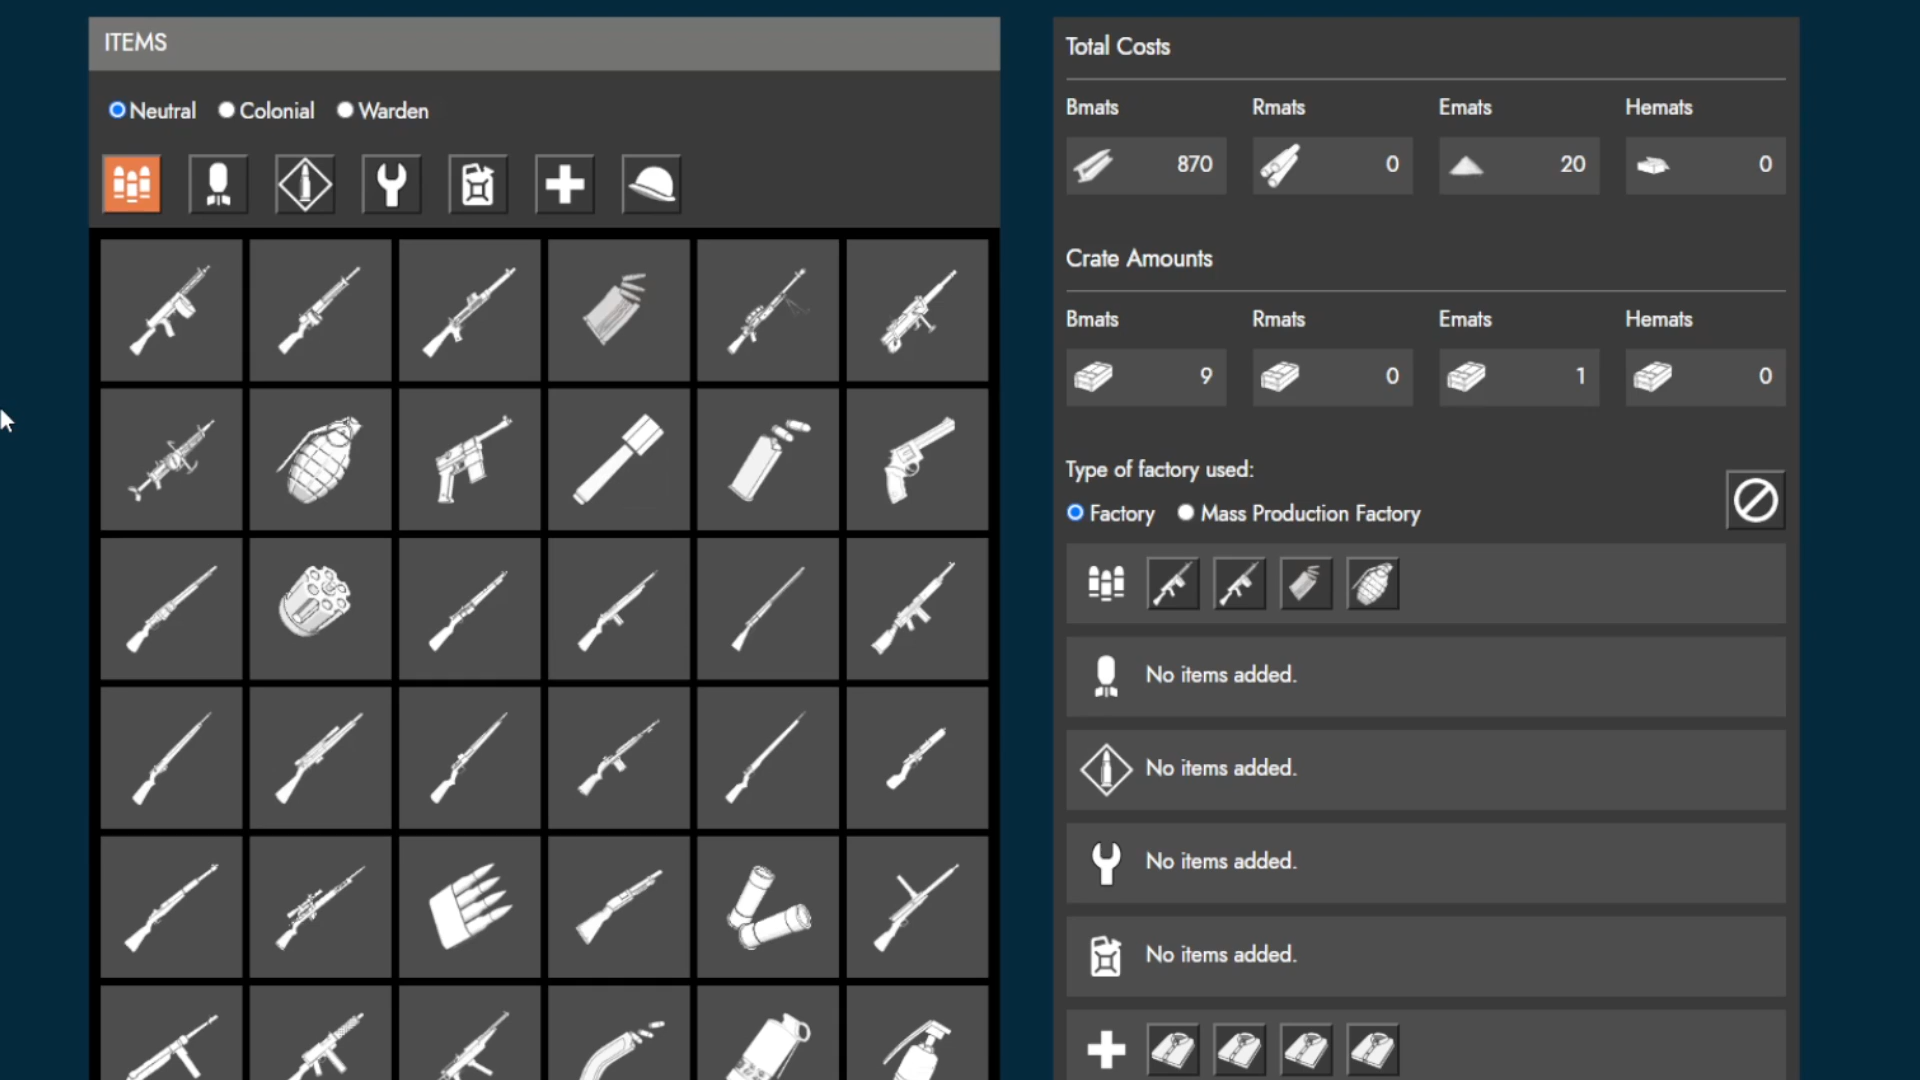 ITEMS
Neutral Colonial Warden
Total Costs
Bmats Rmats Emats Hemats
870 0 20 0
Crate Amounts
Bmats Rmats Emats Hemats
9 0 1 0
Type of factory used:
Factory Mass Production Factory
No items added.
No items added.
No items added.
No items added.